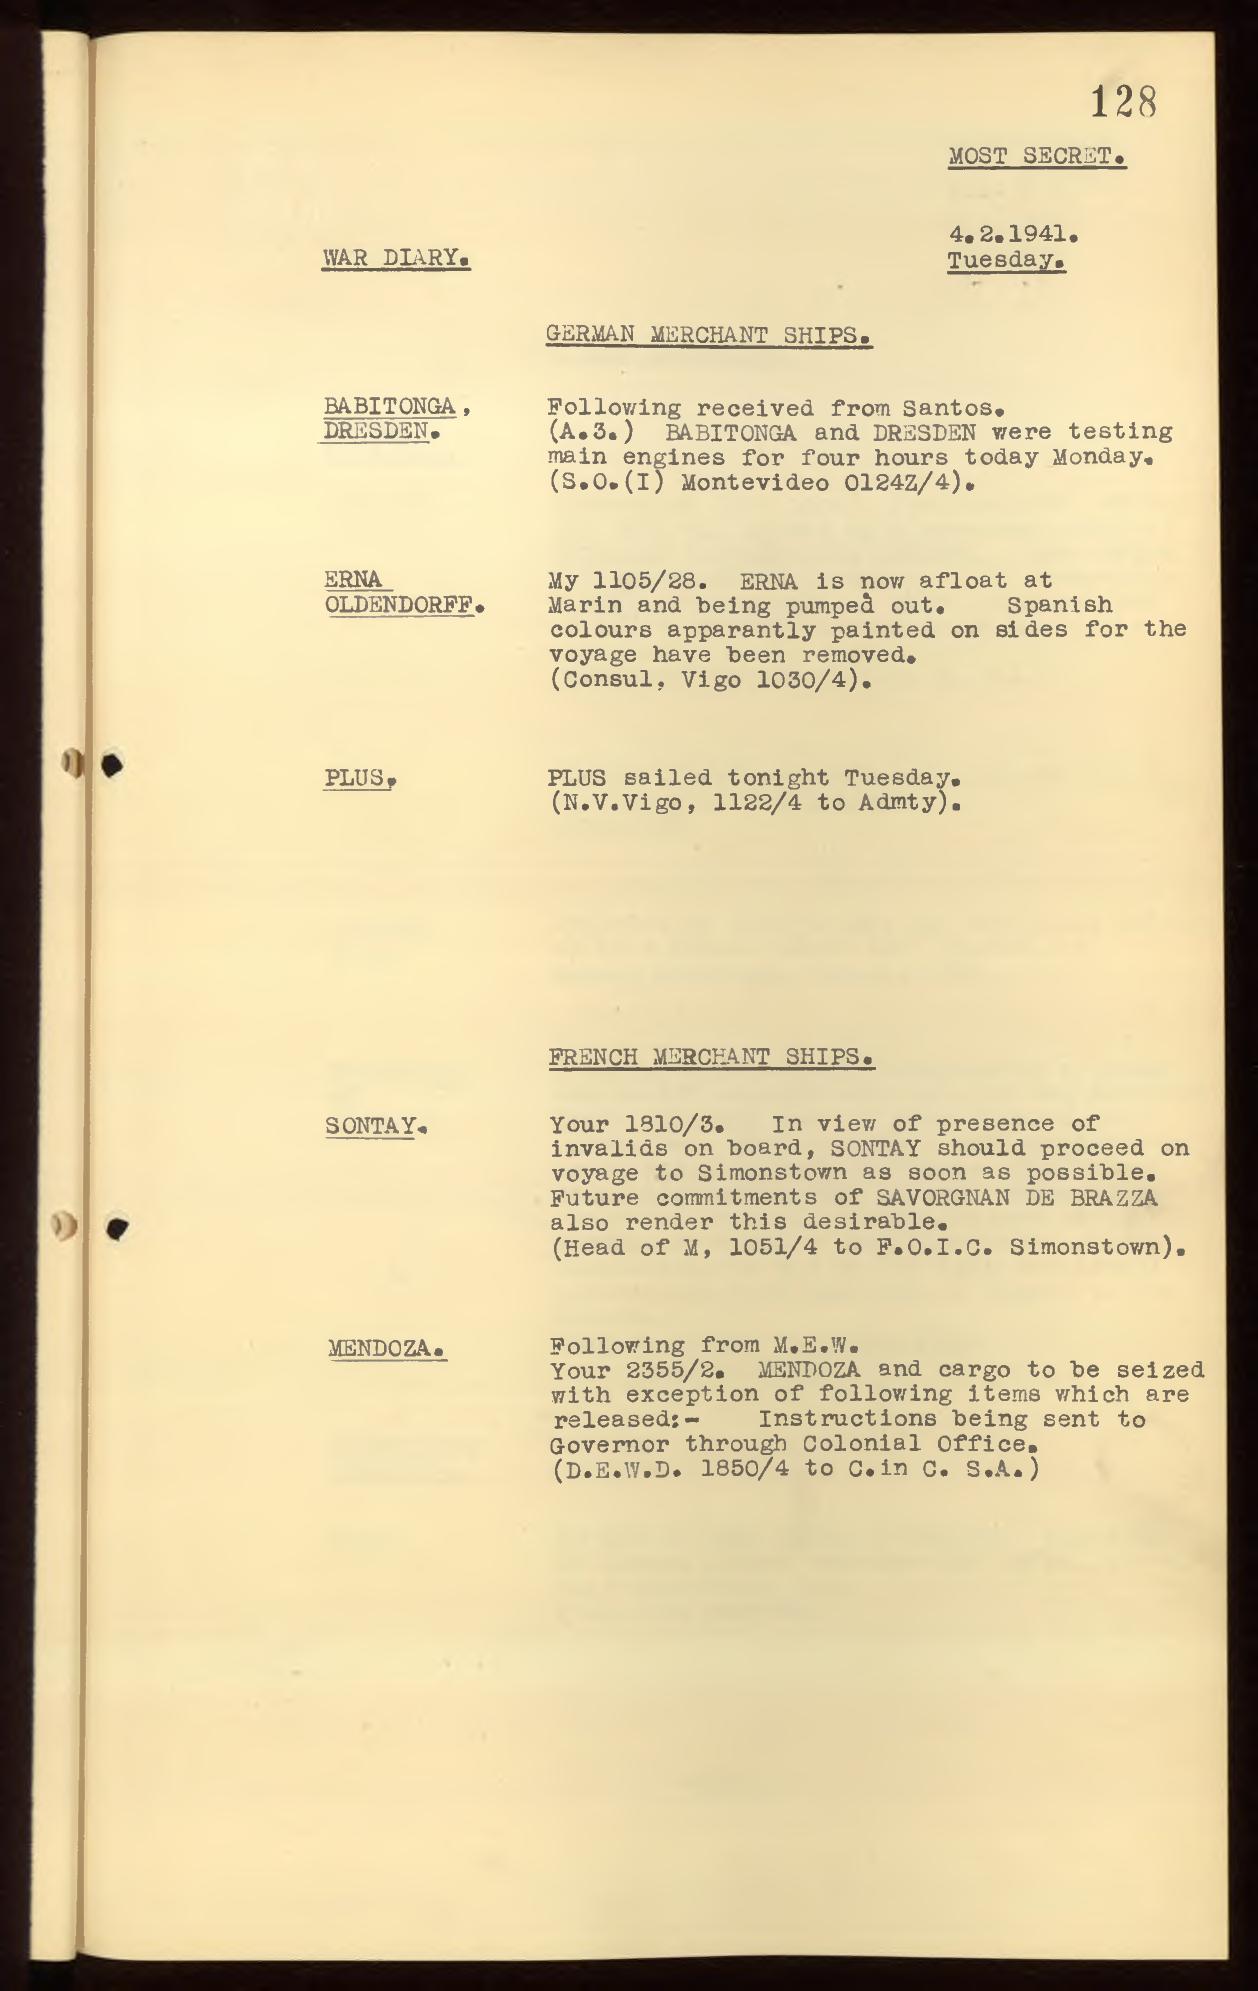 128
MOST SECRET.
4.2.1941.
WAR DIARY.
Tuesday.
GERMAN MERCHANT SHIPS.
BABITONGA,
DRESDEN.
Following received from Santos.
(A.3.) BABITONGA and DRESDEN were testing
main engines for four hours today Monday.
(S.O.(I) Montevideo 0124Z/4).
ERNA
OLDENDORFF.
My 1105/28. ERNA is now afloat at
Marin and being pumped out. Spanish
colours apparantly painted on sides for the
voyage have been removed.
(Consul, Vigo 1030/4).
PLUS,
PLUS sailed tonight Tuesday.
(N.V.Vigo, 1122/4 to Admty).
FRENCH MERCHANT SHIPS.
SONTAY.
Your 1810/3. In view of presence of
invalids on board, SONTAY should proceed on
voyage to Simonstown as soon as possible.
Future commitments of SAVORGNAN DE BRAZZA
also render this desirable.
(Head of M, 1051/4 to F.O.I.C. Simonstown).
MENDOZA.
Following from M.E.W.
Your 2355/2. MENDOZA and cargo to be seized
with exception of following items which are
released:- Instructions being sent to
Governor through Colonial Office.
(D.E.W.D. 1850/4 to C.in C. S.A.)